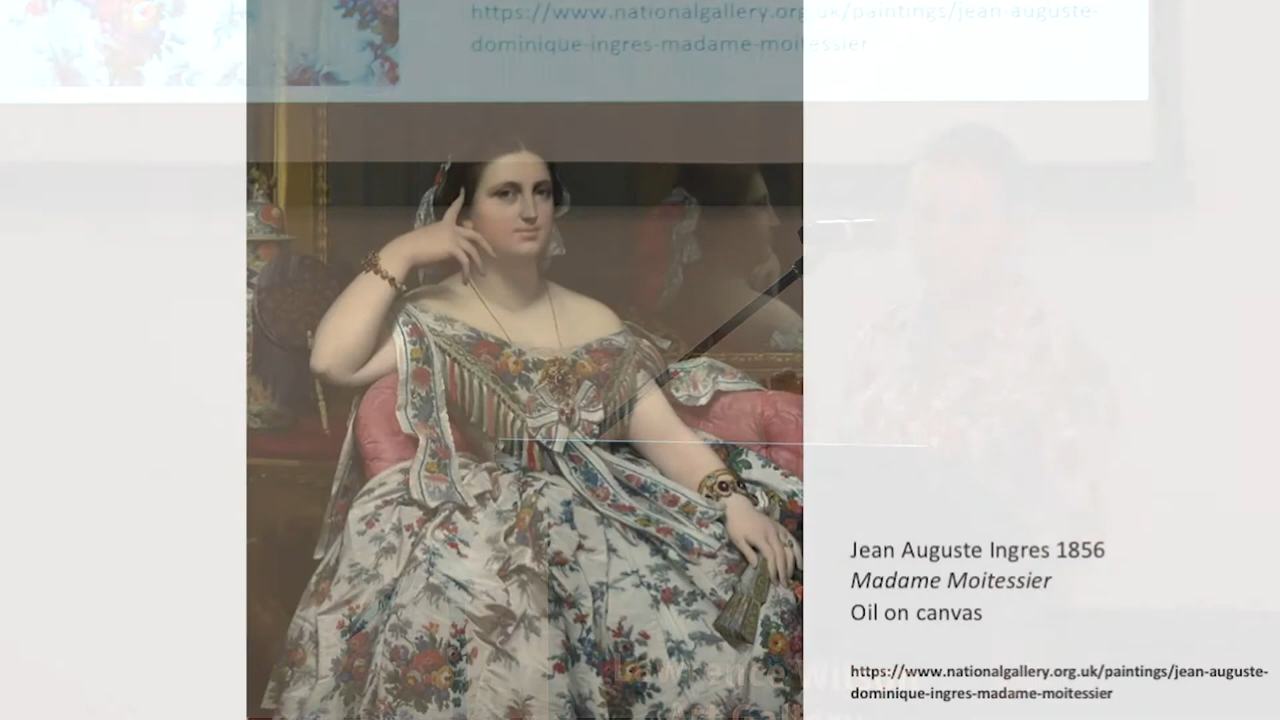 https://www.nationalgallery.org.uk/paintings/jean-auguste-
dominique-ingres-madame-moitessier
Jean Auguste Ingres 1856
Madame Moitessier
Oil on canvas
https://www.nationalgallery.org.uk/paintings/jean-auguste-
dominique-ingres-madame-moitessier